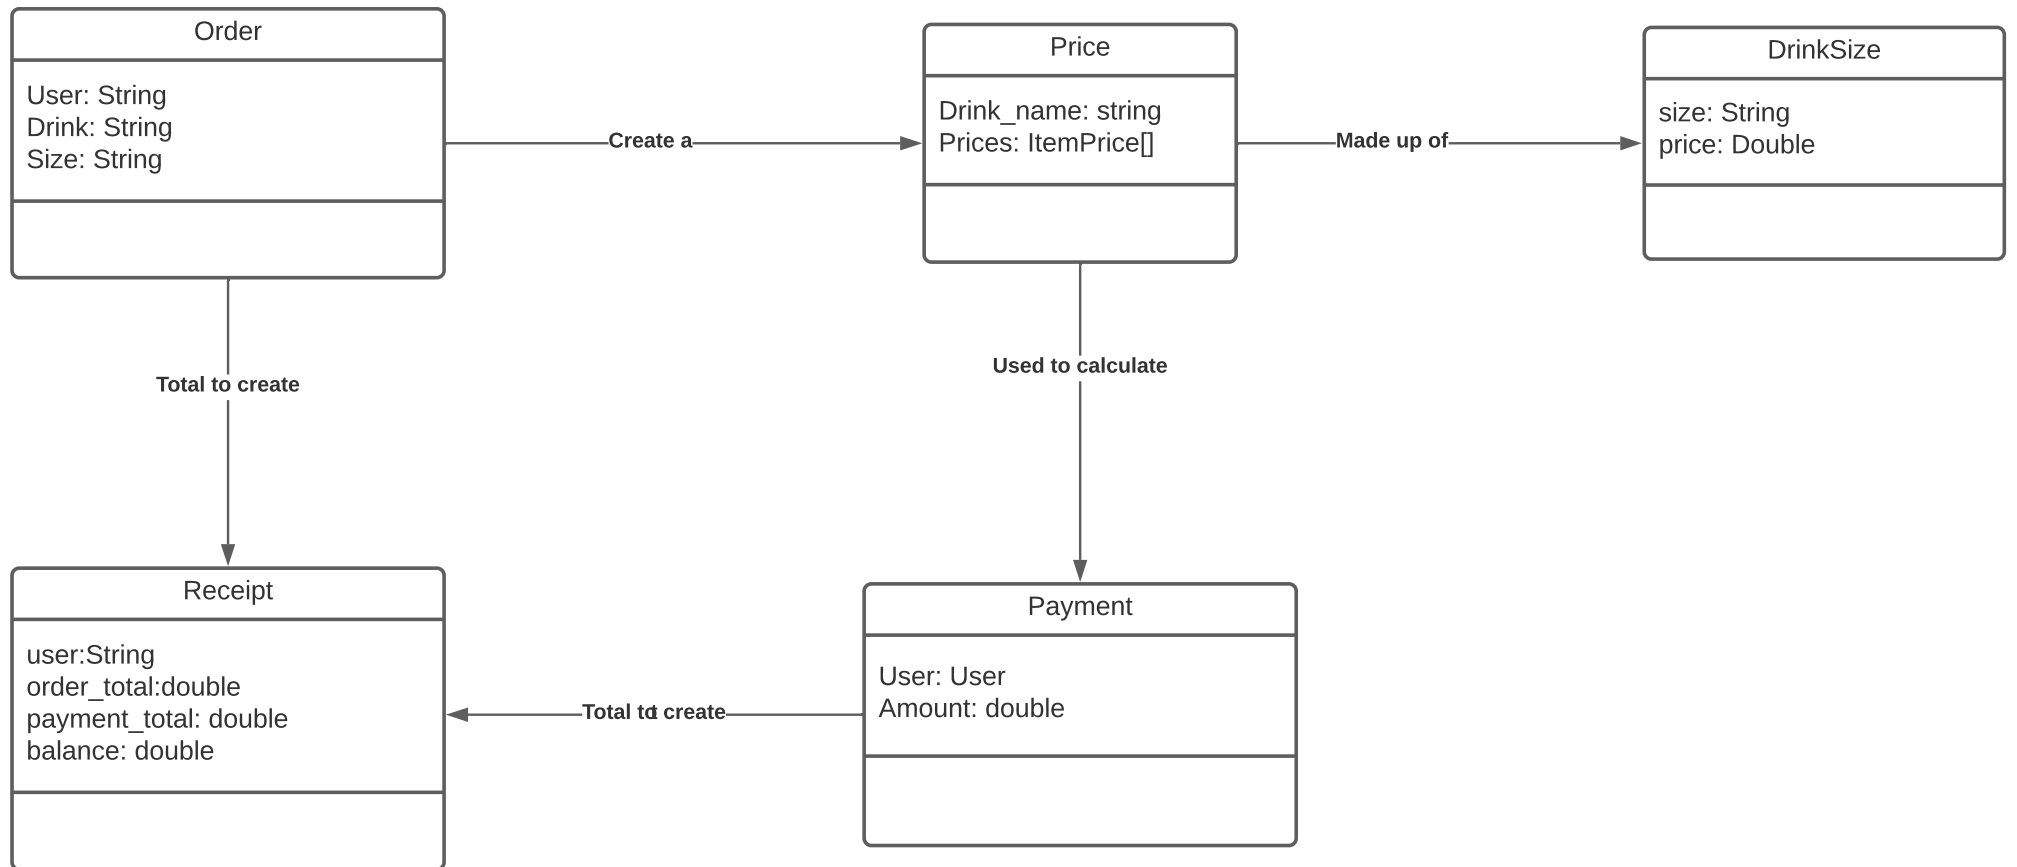 Order
User: String
Drink: String
Size: String
Create a
Price
Drink_name: string
Prices: ItemPrice[]
Made up of
DrinkSize
size: String
price: Double
Total to create
Used to calculate
Receipt
user:String
order_total:double
payment_total: double
balance: double
Total to create
Payment
User: User
Amount: double